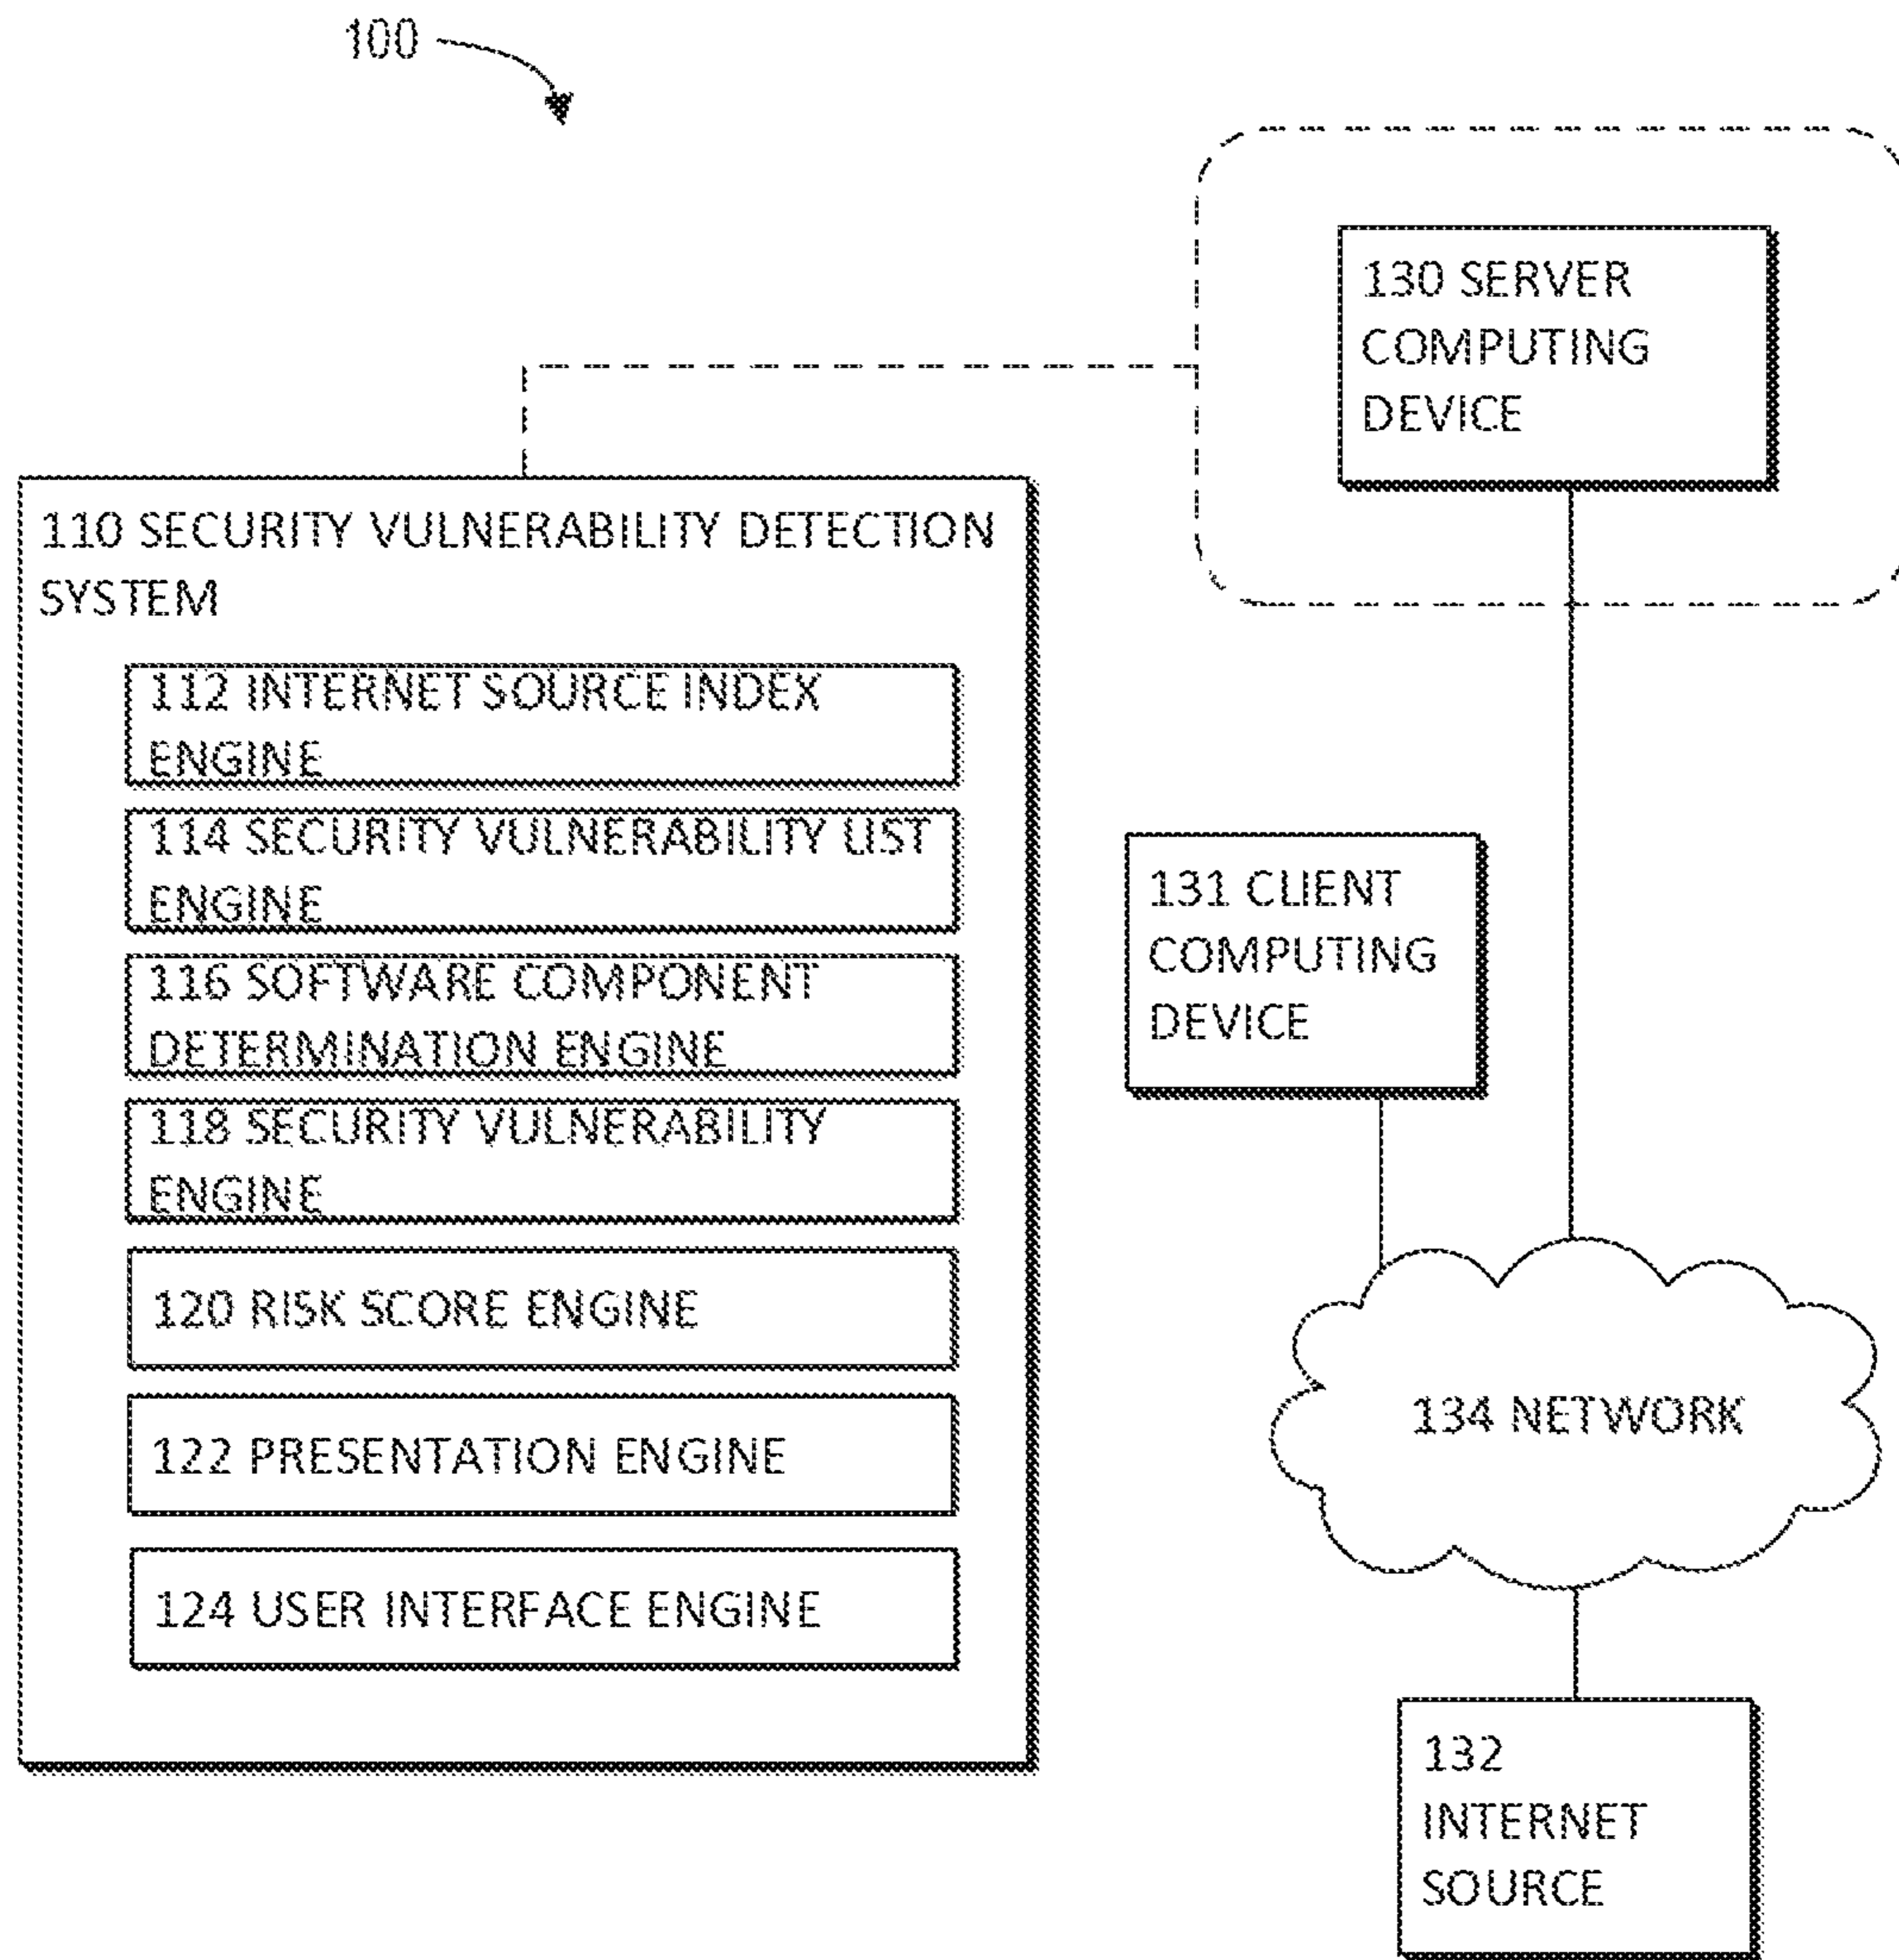 100
130 SERVER
COMPUTING
DEVICE
110 SECURITY VULNERABILITY DETECTION
SYSTEM
112 INTERNET SOURCE INDEX
ENGINE
114 SECURITY VULNERABILITY LIST
ENGINE
116 SOFTWARE COMPONENT
DETERMINATION ENGINE
118 SECURITY VULNERABILITY
ENGINE
120 RISK SCORE ENGINE
122 PRESENTATION ENGINE
124 USER INTERFACE ENGINE
131 CLIENT
COMPUTING
DEVICE
134 NETWORK
132
INTERNET
SOURCE